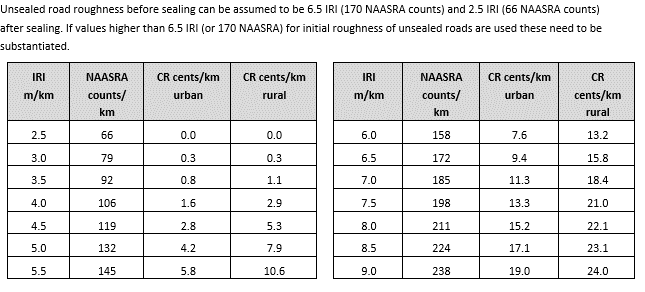 Unsealed road roughness before sealing can be assumed to be 6.5 IRI (170 NAASRA counts) and 2.5 IRI (66 NAASRA counts)
after sealing. If values higher than 6.5 IRI (or 170 NAASRA) for initial roughness of unsealed roads are used these need to be
substantiated.
IRI m/km NAASRA counts/ km CR cents/km urban CR cents/km rural
2.5 66 0.0 0.0
3.0 79 0.3 0.3
3.5 92 0.8 1.1
4.0 106 1.6 2.9
4.5 119 2.8 5.3
5.0 132 4.2 7.9
5.5 145 5.8 10.6
IRI m/km NAASRA counts/ km CR cents/km urban CR cents/km rural
6.0 158 7.6 13.2
6.5 172 9.4 15.8
7.0 185 11.3 18.4
7.5 198 13.3 21.0
8.0 211 15.2 22.1
8.5 224 17.1 23.1
9.0 238 19.0 24.0